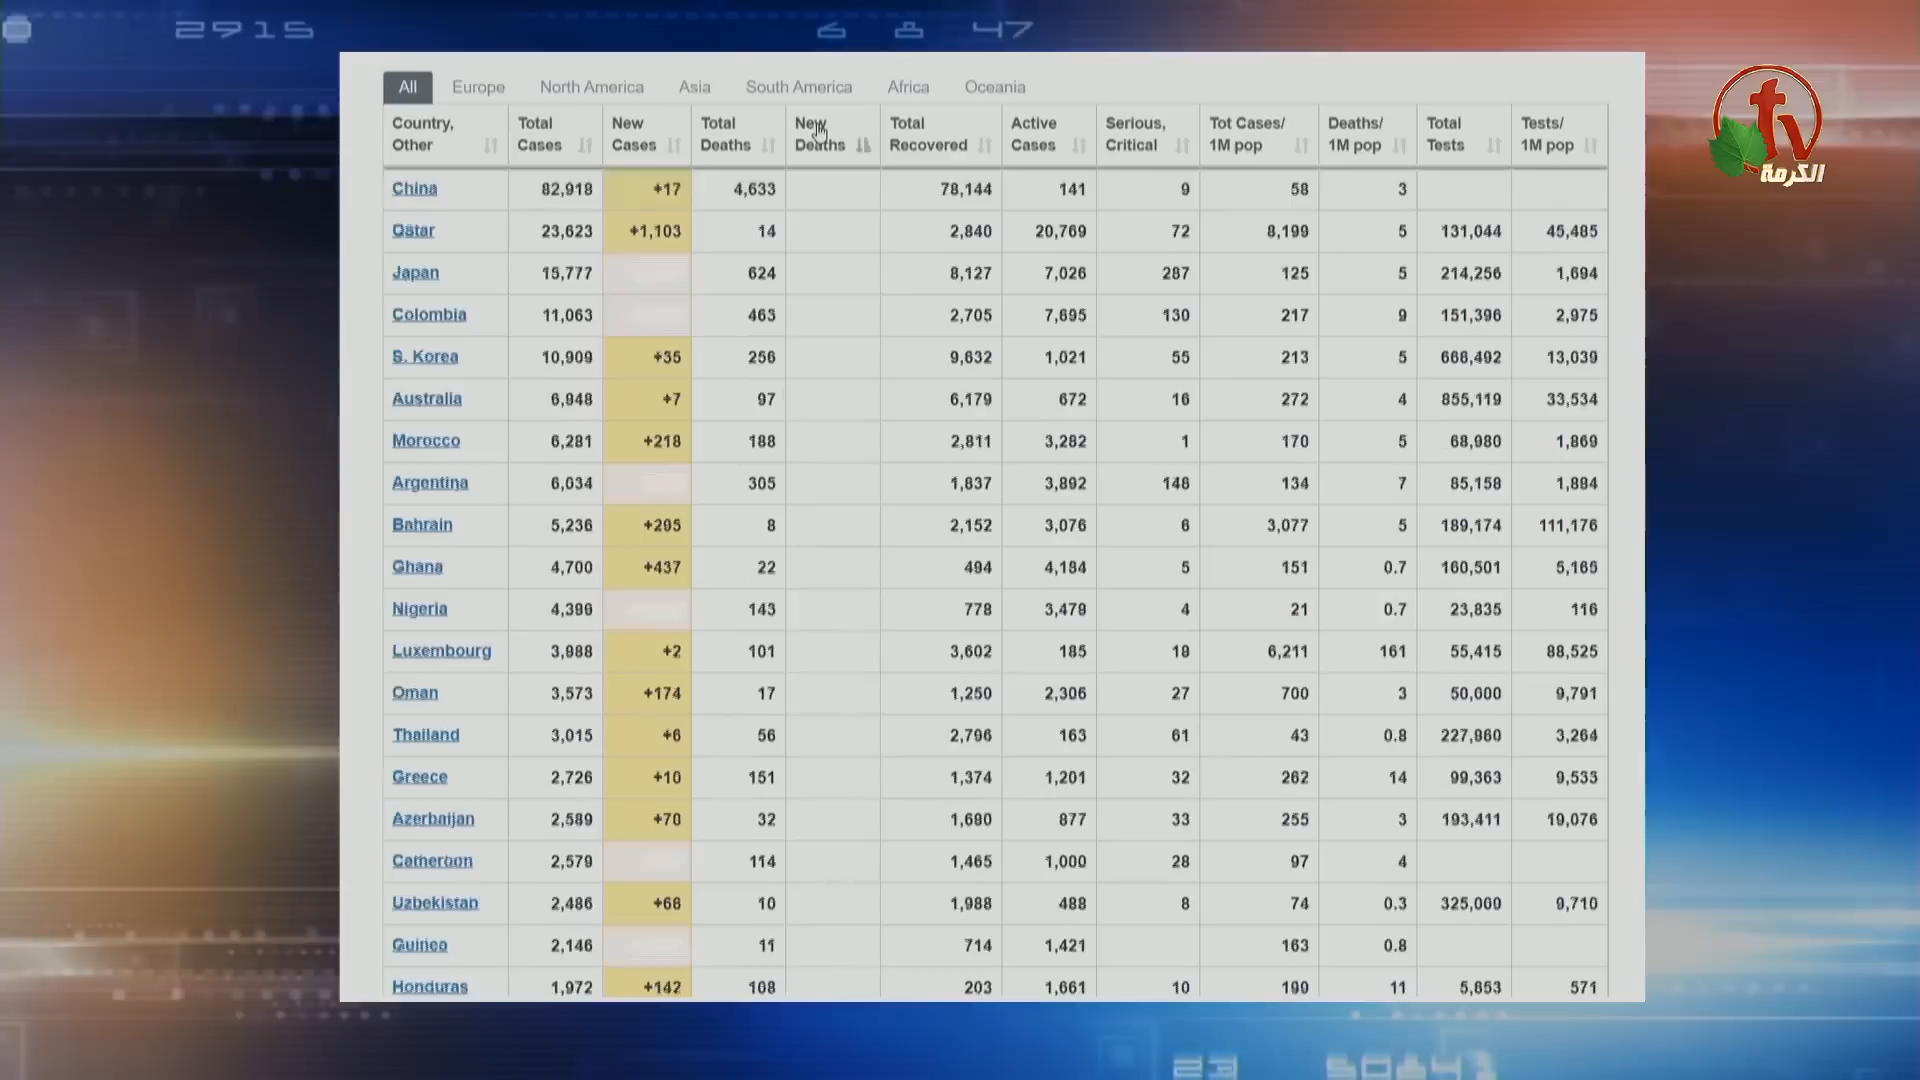 2915
47
All Europe North America Asia South America Africa Oceania
Country, Other Total Cases New Cases Total Deaths New Deaths Total Recovered Active Cases Serious, Critical Tot Cases/ 1M pop Deaths/ 1M pop Total Tests Tests/ 1M pop
tv
الكرمة
China 82,918 +17 4,633 78,144 141 9 58 3
Qatar 23,623 +1,103 14 2,840 20,769 72 8,199 5 131,044 45,485
Japan 15,777 624 8,127 7,026 287 125 5 214,256 1,694
Colombia 11,063 463 2,705 7,895 130 217 9 151,396 2,975
S. Korea 10,909 +35 256 9,632 1,021 55 213 5 668,492 13,039
Australia 6,948 +7 97 6,179 672 16 272 4 855,119 33,534
Morocco 6,281 +218 188 2,811 3,282 1 170 5 68,980 1,869
Argentina 6,034 305 1,837 3,892 148 134 7 85,158 1,884
Bahrain 5,236 +295 8 2,152 3,076 6 3,077 5 189,174 111,176
Ghana 4,700 +437 22 494 4,184 5 151 0.7 160,501 5,165
Nigeria 4,399 143 778 3,479 4 21 0.7 23,835 116
Luxembourg 3,888 +2 101 3,602 185 18 6,211 161 55,415 88,525
Oman 3,573 +174 17 1,250 2,306 27 700 3 50,000 9,791
Thailand 3,015 +6 56 2,796 163 61 43 0.8 227,860 3,264
Greece 2,726 +10 151 1,374 1,201 32 262 14 99,363 9,533
Azerbaijan 2,589 +70 32 1,680 877 33 255 3 193,411 19,076
Cameroon 2,579 114 1,465 1,000 28 97 4
Uzbekistan 2,486 +66 10 1,988 488 8 74 0.3 325,000 9,710
Guinea 2,146 11 714 1,421 163 0.8
Honduras 1,972 +142 108 203 1,661 10 199 11 5,853 571
23